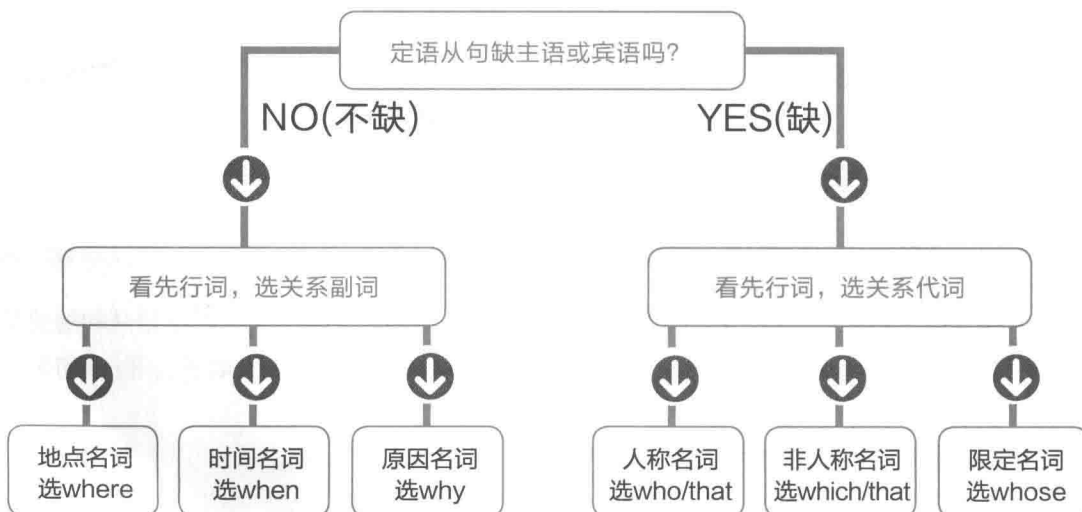 定语从句缺主语或宾语吗？
NO(不缺)
YES(缺)
看先行词，选关系副词
看先行词，选关系代词
地点名词
选where
时间名词
选when
原因名词
选why
人称名词
选who/that
非人称名词
选which/that
限定名词
选whose